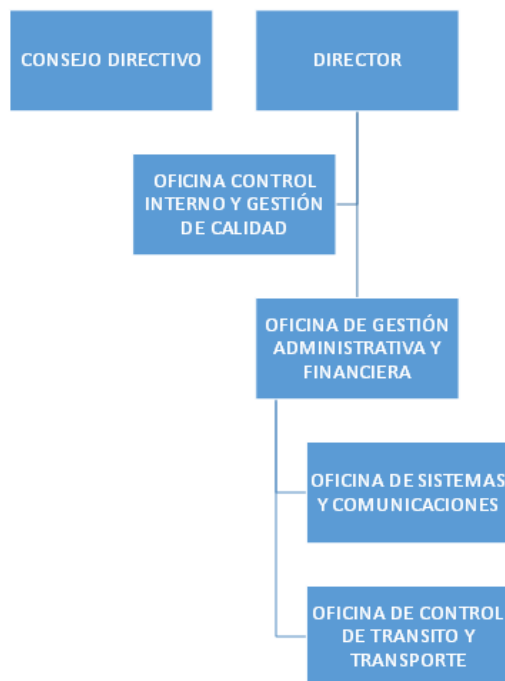 CONSEJO DIRECTIVO
DIRECTOR
OFICINA CONTROL
INTERNO Y GESTIÓN
DE CALIDAD
OFICINA DE GESTIÓN
ADMINISTRATIVA Y
FINANCIERA
OFICINA DE SISTEMAS
Y COMUNICACIONES
OFICINA DE CONTROL
DE TRANSITO Y
TRANSPORTE